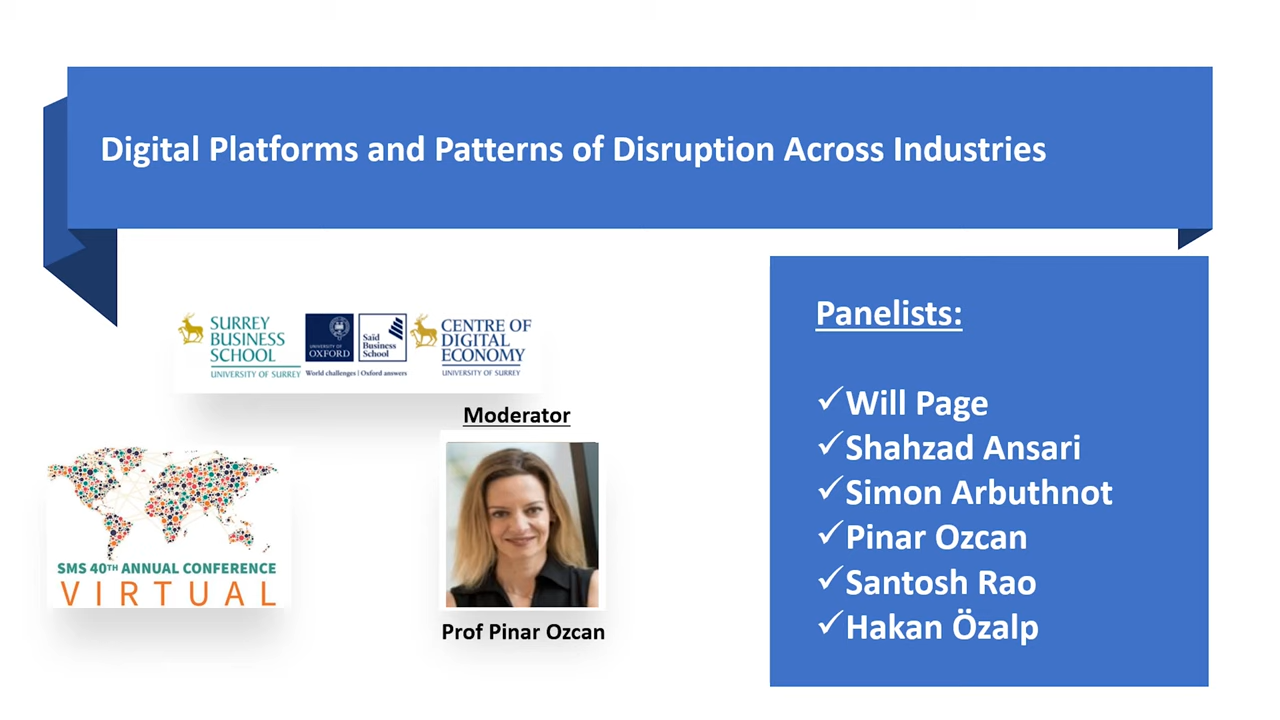 Digital Platforms and Patterns of Disruption Across Industries
SURREY
BUSINESS
SCHOOL
UNIVERSITY OF SURREY
UNIVERSITY OF
OXFORD
Saïd
Business
School
World challenges | Oxford answers
CENTRE OF
DIGITAL
ECONOMY
UNIVERSITY OF SURREY
Moderator
Prof Pinar Ozcan
SMS 40TH ANNUAL CONFERENCE
VIRTUAL
Panelists:
✓Will Page
✓Shahzad Ansari
✓Simon Arbuthnot
✓Pinar Ozcan
✓Santosh Rao
✓Hakan Özalp